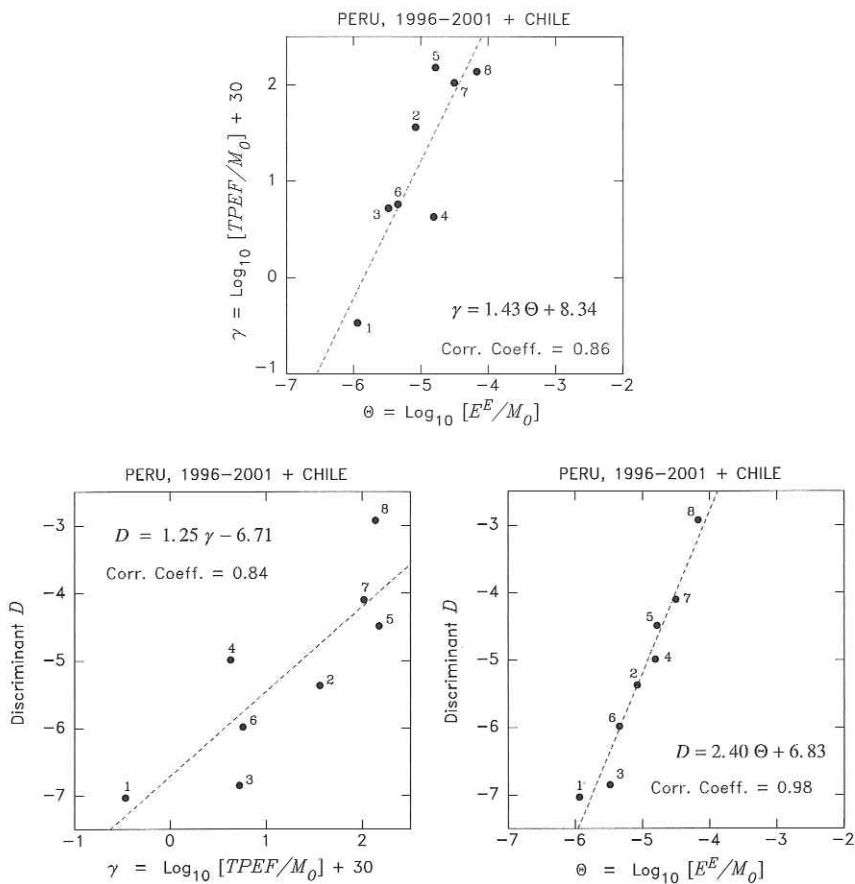 PERU, 1996–2001 + CHILE
γ = Log10 [TPEF/M0] + 30
2
1
0
−1
5
8
7
2
6
3
4
1
γ = 1.43 Θ + 8.34
Corr. Coeff. = 0.86
−7 −6 −5 −4 −3 −2
Θ = Log10 [E^E/M0]
PERU, 1996–2001 + CHILE
Discriminant D
−3
−4
−5
−6
−7
D = 1.25 γ − 6.71
Corr. Coeff. = 0.84
8
7
5
4
2
6
3
1
−1 0 1 2
γ = Log10 [TPEF/M0] + 30
PERU, 1996–2001 + CHILE
Discriminant D
−3
−4
−5
−6
−7
8
7
5
4
2
6
3
1
D = 2.40 Θ + 6.83
Corr. Coeff. = 0.98
−7 −6 −5 −4 −3 −2
Θ = Log10 [E^E/M0]